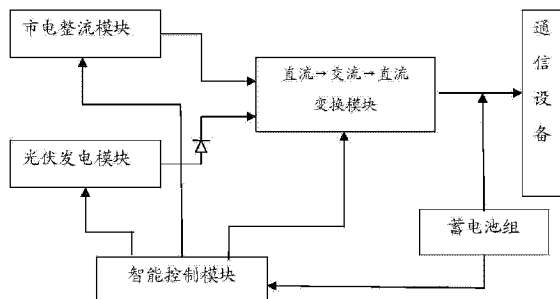 市电整流模块
直流→交流→直流
变换模块
通信设备
光伏发电模块
蓄电池组
智能控制模块